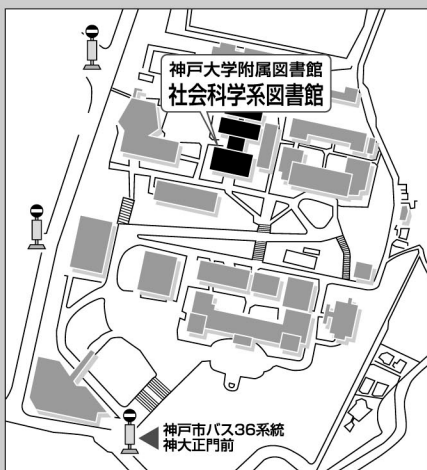 神戸大学附属図書館
社会科学系図書館
神戸市バス36系統
神大正門前